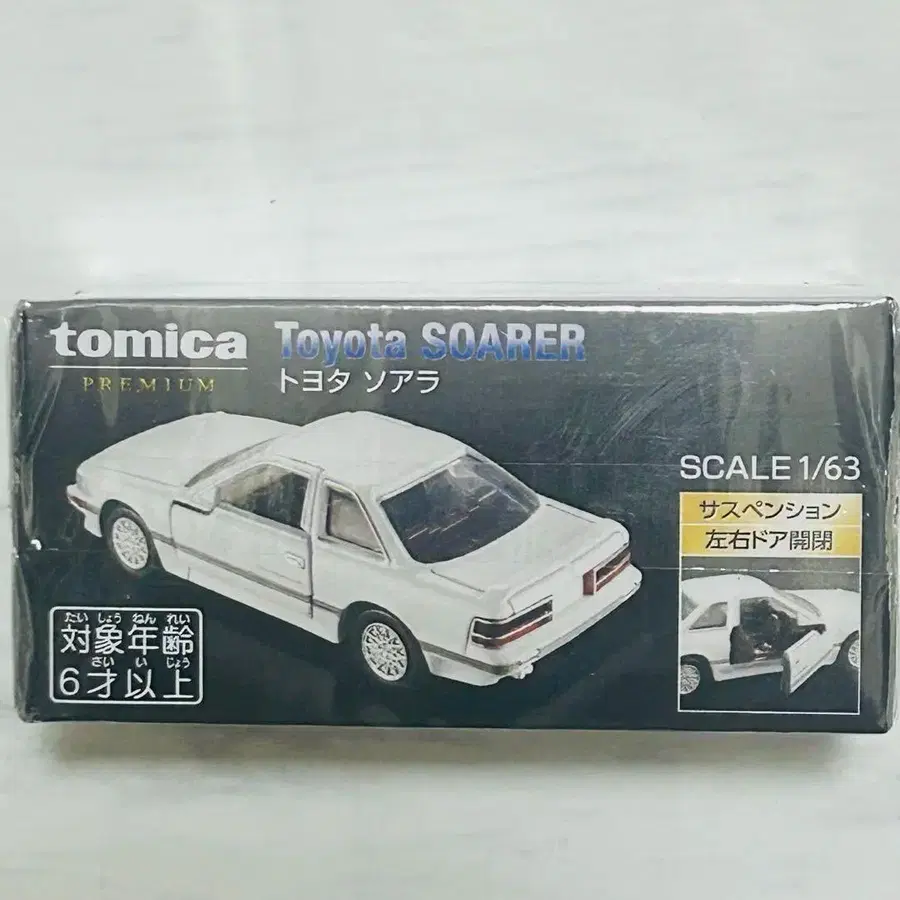 tomica
PREMIUM
Toyota SOARER
トヨタ ソアラ
SCALE 1/63
サスペンション
左右ドア開閉
たい しょう ねん れい
対象年齢
さい い じょう
6才以上